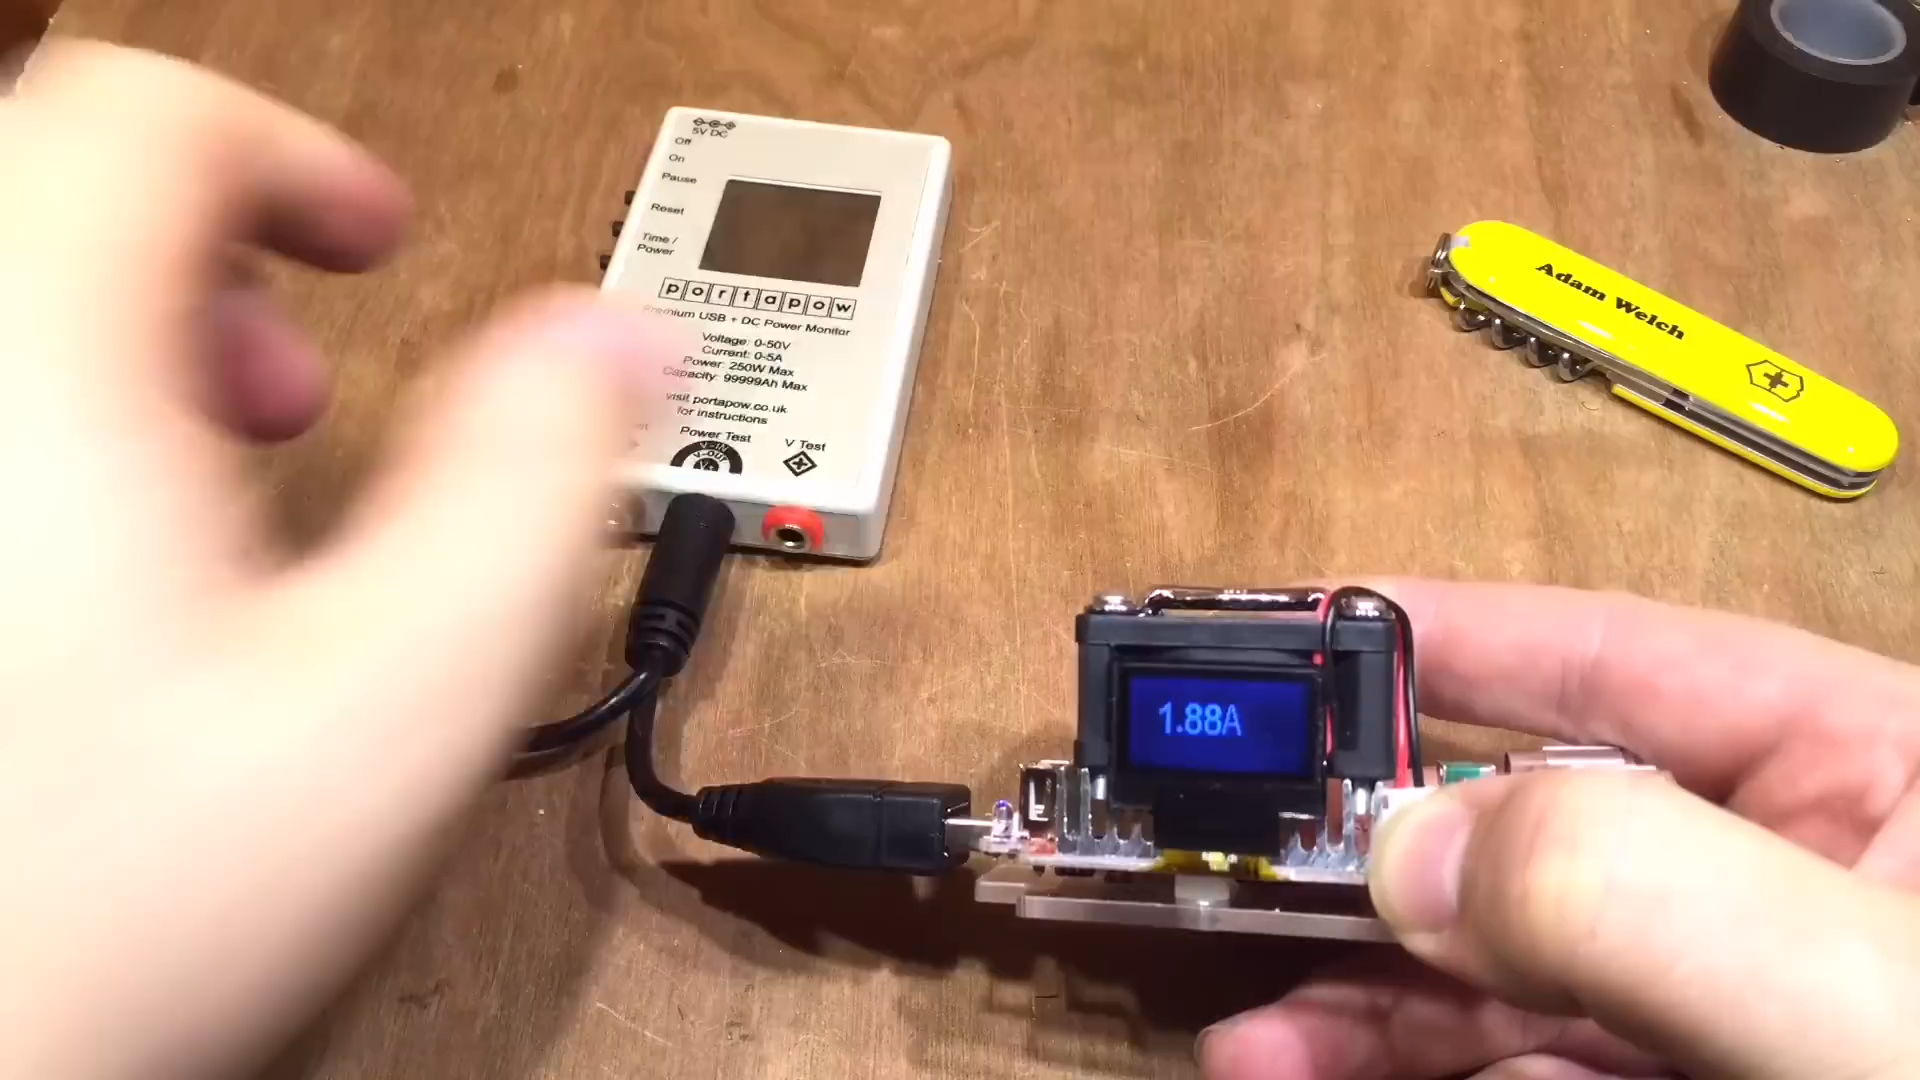 5V DC
Off
On
Pause
Reset
Time /
Power
portapow
Premium USB + DC Power Monitor
Voltage: 0-50V
Current: 0-5A
Power: 250W Max
Capacity: 99999Ah Max
visit portapow.co.uk
for instructions
Power Test
V Test
V-IN
V-OUT
Adam Welch
1.88A